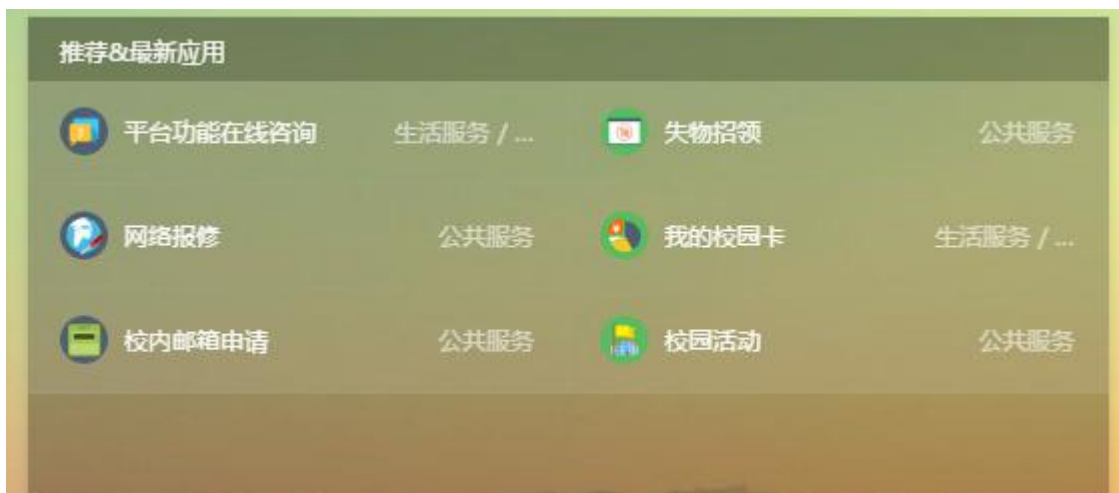 推荐&最新应用
平台功能在线咨询 生活服务 / ... 失物招领 公共服务
网络报修 公共服务 我的校园卡 生活服务 / ...
校内邮箱申请 公共服务 校园活动 公共服务